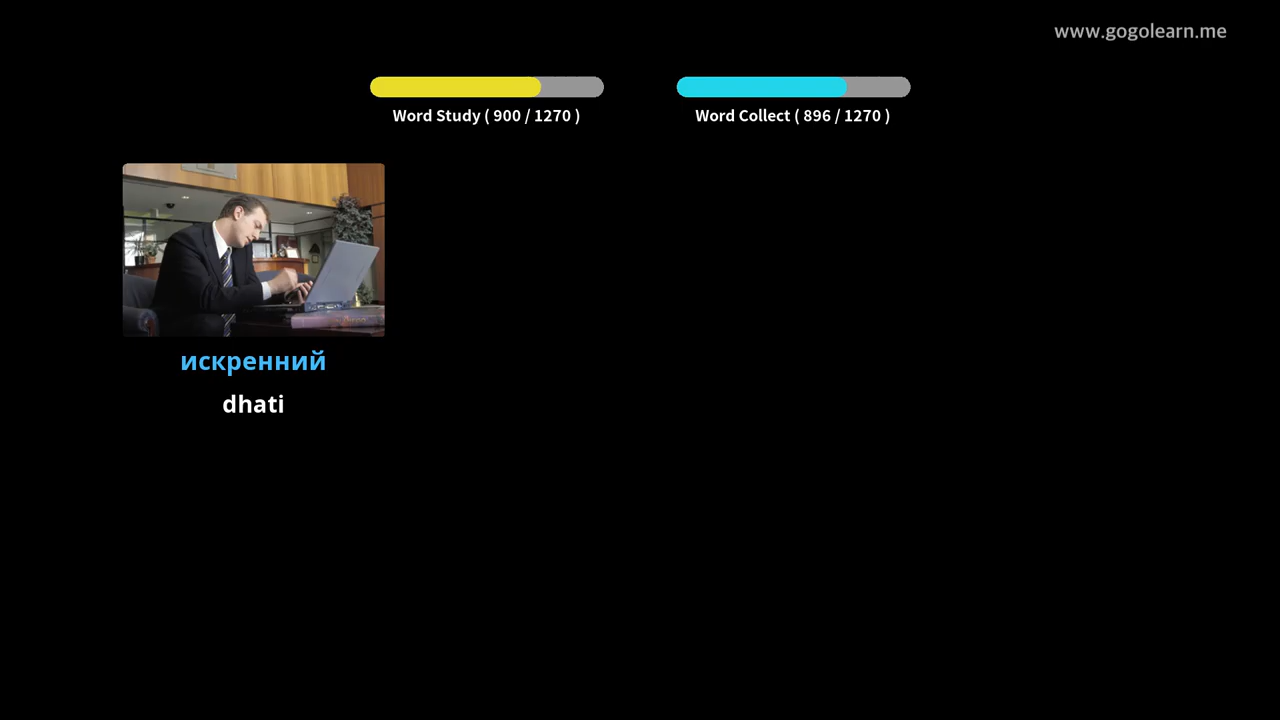 www.gogolearn.me
Word Study ( 900 / 1270 )
Word Collect ( 896 / 1270 )
искренний
dhati